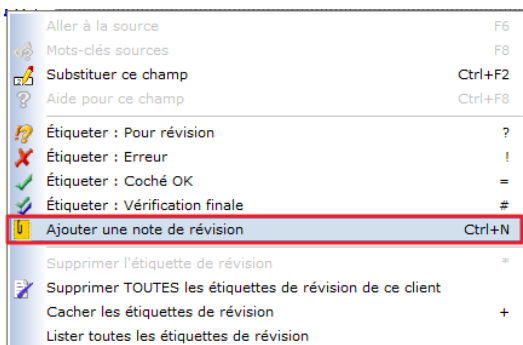 Aller à la source F6
Mots-clés sources F8
Substituer ce champ Ctrl+F2
Aide pour ce champ Ctrl+F8
Étiqueter : Pour révision ?
Étiqueter : Erreur !
Étiqueter : Coché OK =
Étiqueter : Vérification finale #
Ajouter une note de révision Ctrl+N
Supprimer l'étiquette de révision *
Supprimer TOUTES les étiquettes de révision de ce client
Cacher les étiquettes de révision +
Lister toutes les étiquettes de révision